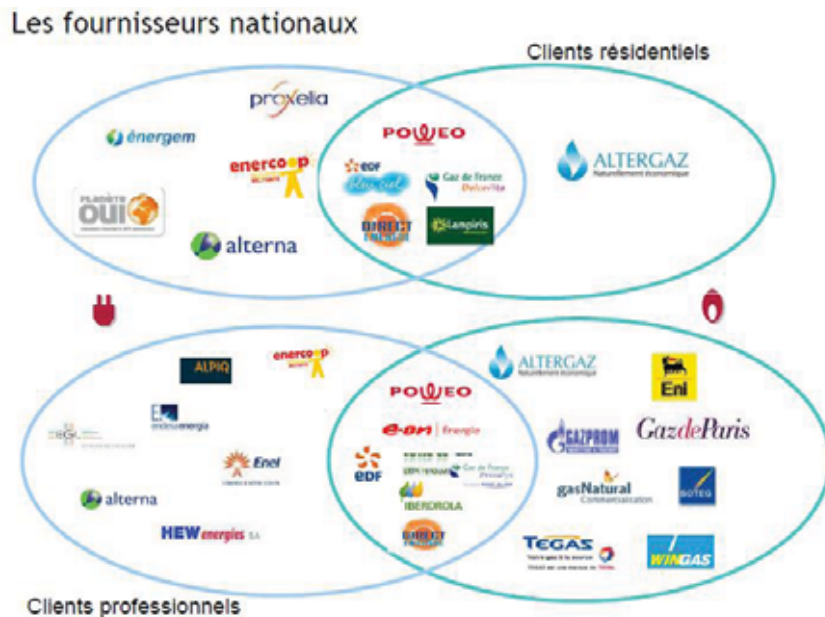 Les fournisseurs nationaux
Clients résidentiels
proxelia
énergem
POWEO
enercoop
ALTERGAZ
Naturellement économique
EDF
bleu ciel
Gaz de France
DolceVita
PLANÈTE
OUI
DIRECT
ENERGIE
Lampiris
alterna
ALPIQ
enercoop
ALTERGAZ
Naturellement économique
Eni
POWEO
endesa energía
EGL
e-on Energie
GAZPROM
GazdeParis
Enel
EDF
Gaz de France
gasNatural
Commercialisation
SOTEG
alterna
IBERDROLA
HEW energies SA
DIRECT
ENERGIE
TEGAS
WINGAS
Clients professionnels